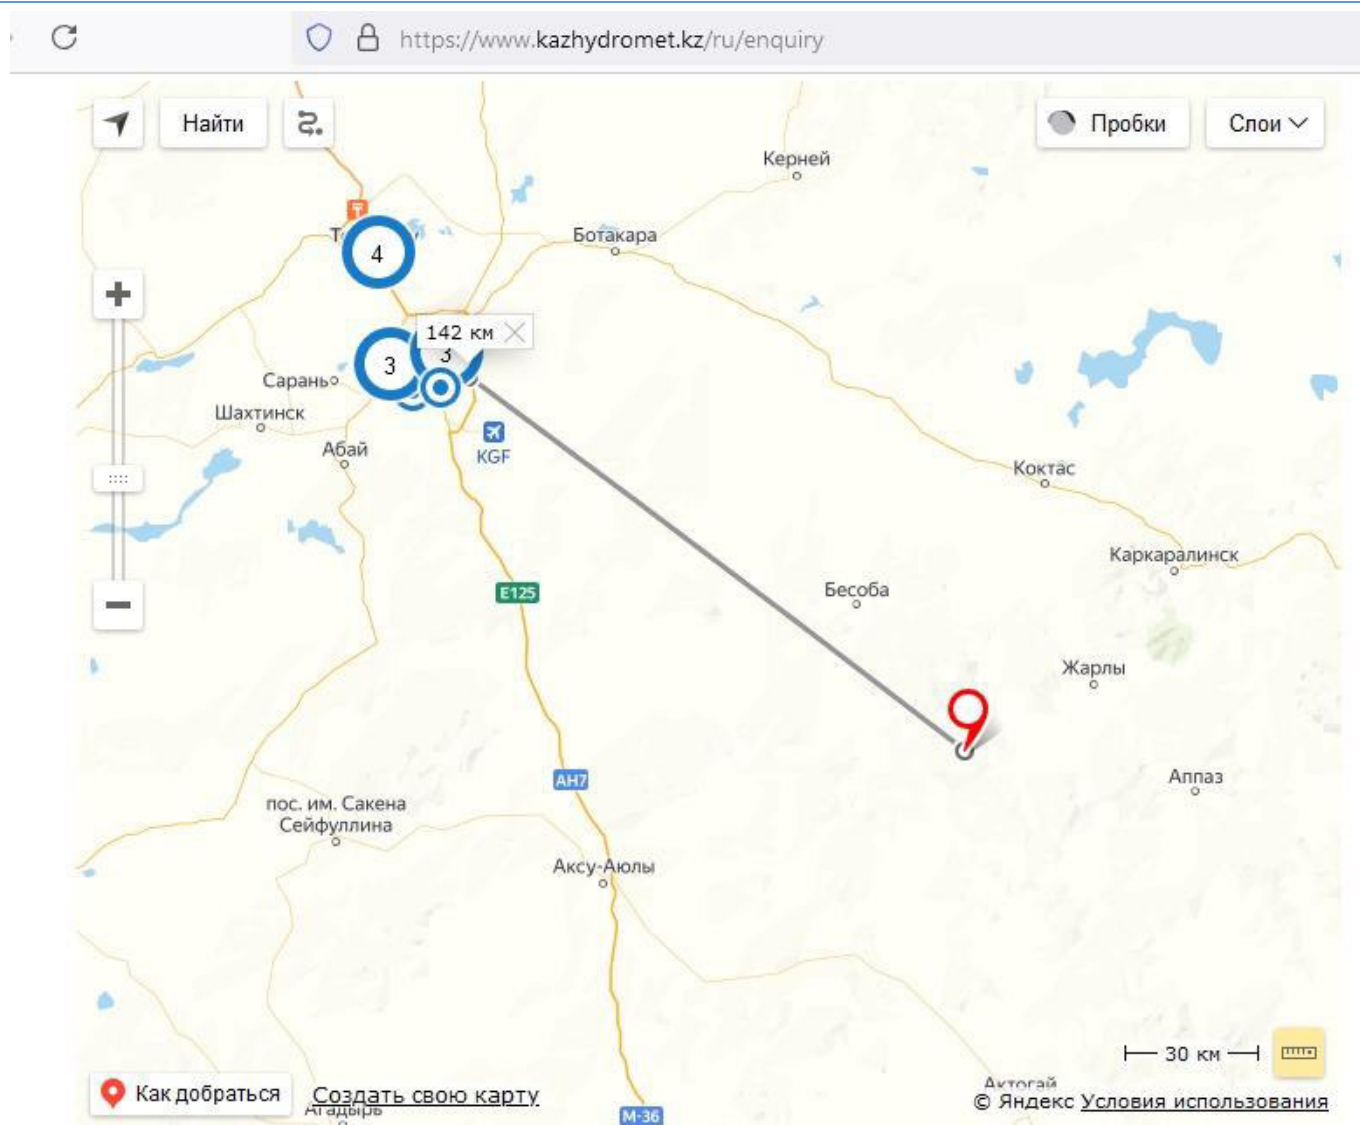 https://www.kazhydromet.kz/ru/enquiry
Найти
Пробки
Слои
Керней
Ботакара
4
142 км
3
3
Сарань
Шахтинск
Абай
KGF
Коктас
Каркаралинск
Бесоба
E125
Жарлы
AH7
Аппаз
пос. им. Сакена
Сейфуллина
Аксу-Аюлы
30 км
Как добраться
Создать свою карту
Агадырь
M-36
Актогай
© Яндекс Условия использования